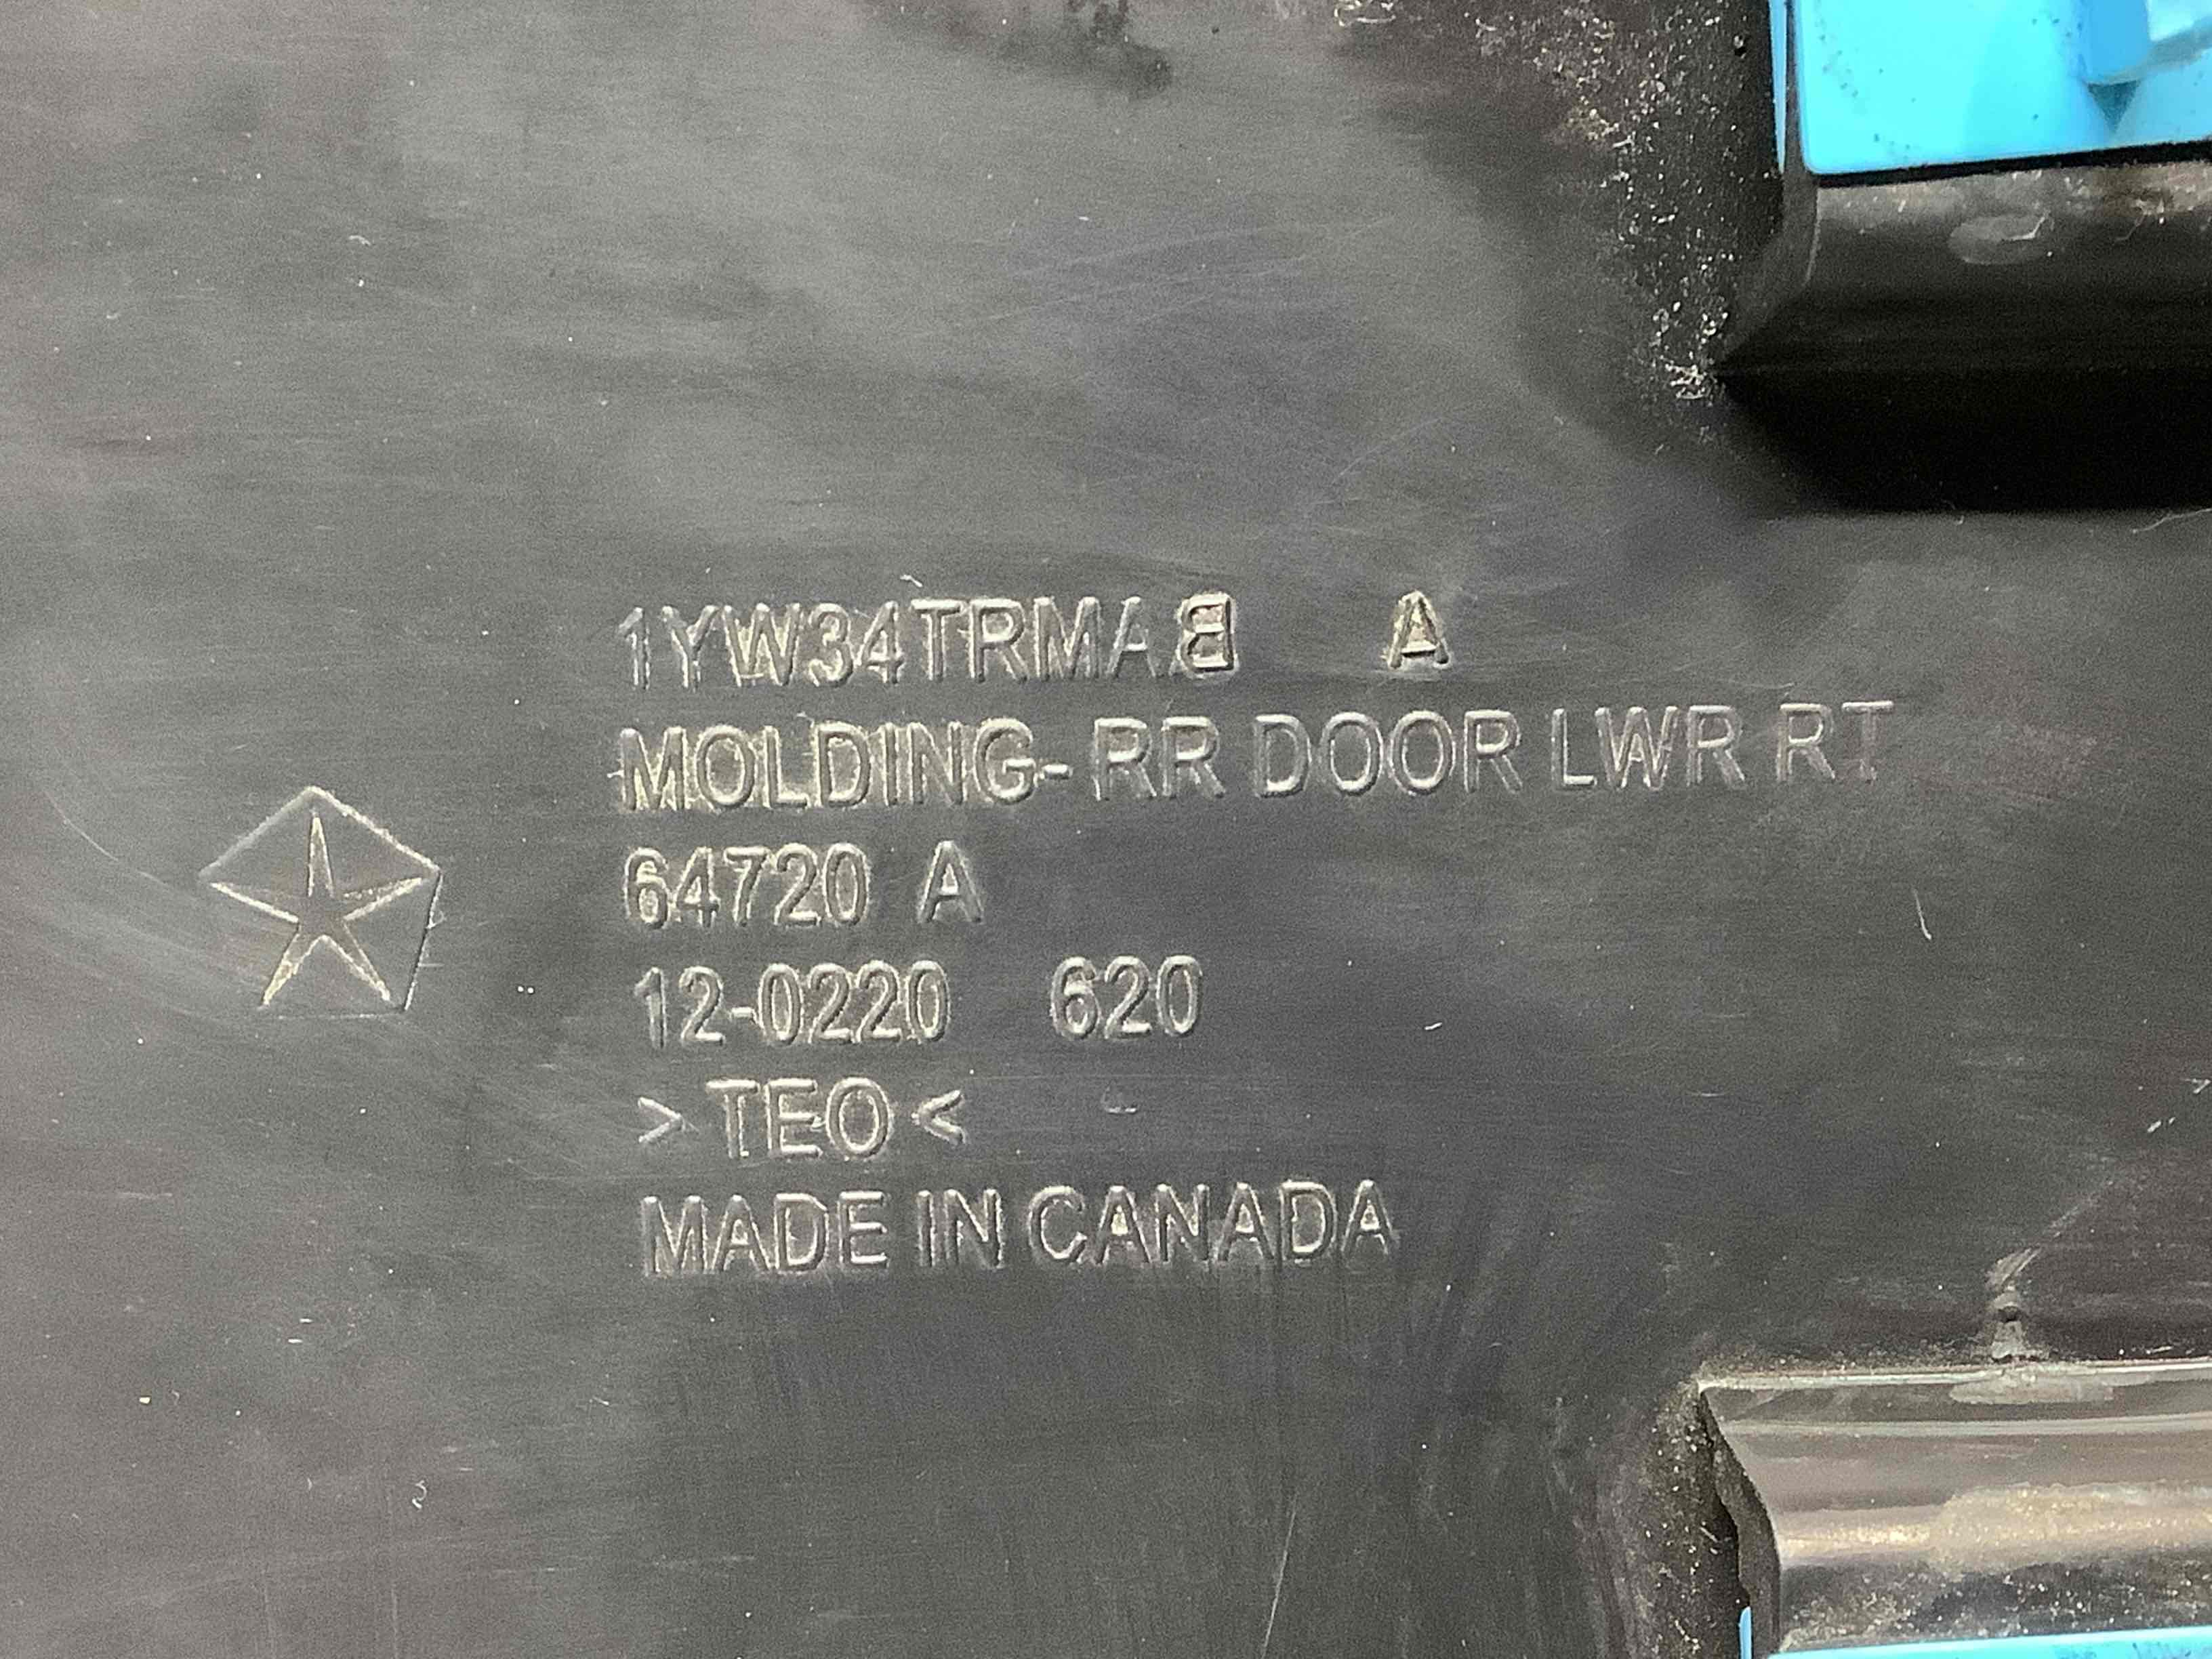 1YW34TRMAB A
MOLDING- RR DOOR LWR RT
64720 A
12-0220 620
>TEO<
MADE IN CANADA